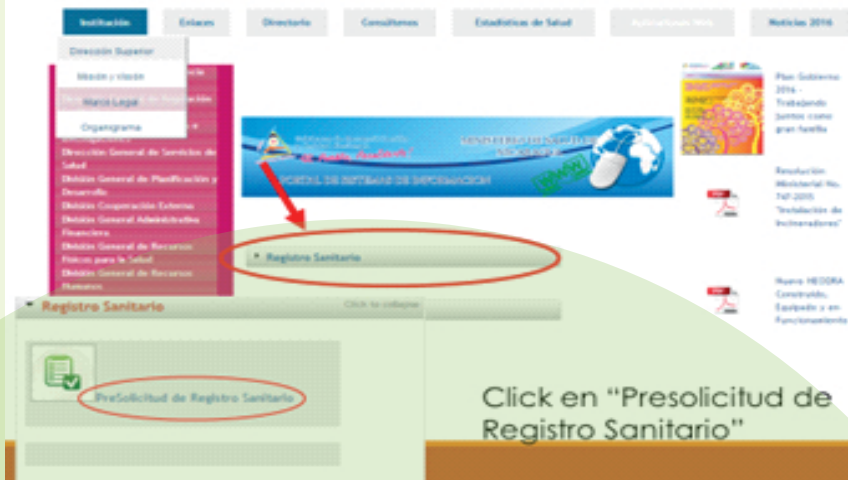 Institución
Enlaces
Directorio
Consúltenos
Estadísticas de Salud
Aplicaciones Web
Noticias 2016
Dirección Superior
Misión y Visión
Marco Legal
Organigrama
Dirección General de Servicios de
Salud
División General de Planificación y
Desarrollo
División Cooperación Externa
División General Administrativa
Financiera
División General de Recursos
Físicos para la Salud
División General de Recursos
Humanos
PORTAL DE SISTEMAS DE INFORMACION
Plan Gobierno
2016 -
Trabajando
juntos como
gran familia
Resolución
Ministerial No.
747-2015
"Instalación de
Incineradores"
Nuevo HEODRA
Construido,
Equipado y en
Funcionamiento
Registro Sanitario
Registro Sanitario
Click to collapse
PreSolicitud de Registro Sanitario
Click en “Presolicitud de
Registro Sanitario”